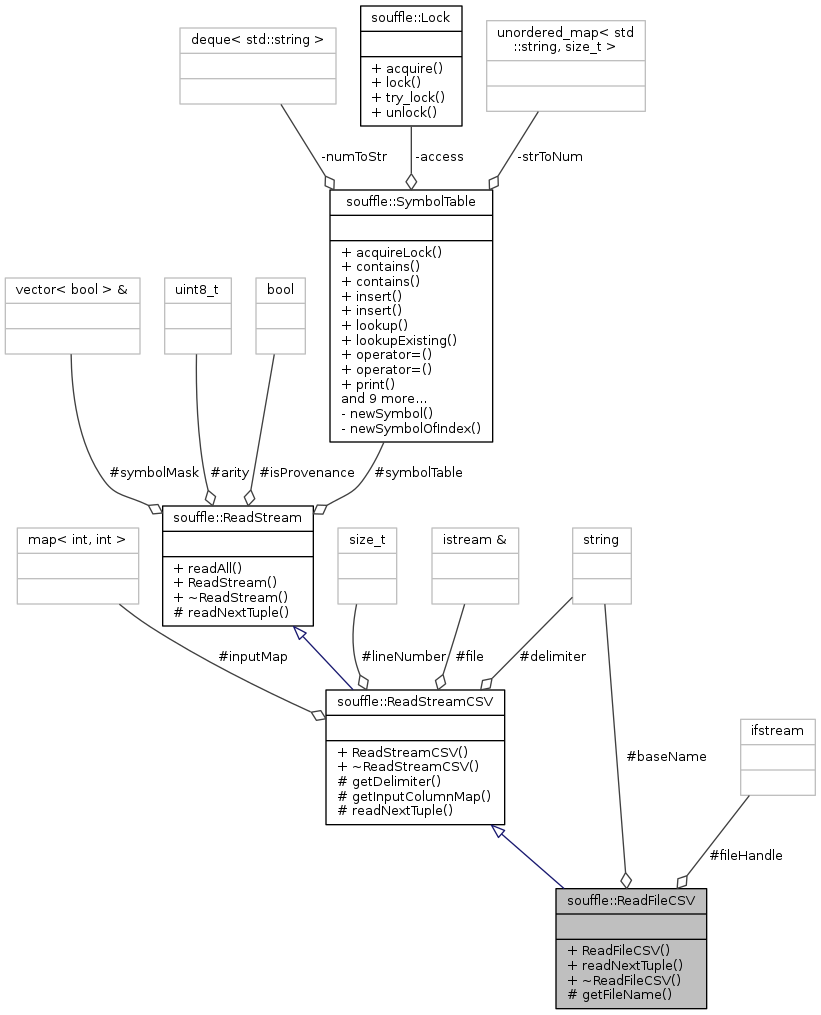 souffle::Lock
+ acquire()
+ lock()
+ try_lock()
+ unlock()
deque< std::string >
unordered_map< std
::string, size_t >
-numToStr
-access
-strToNum
souffle::SymbolTable
+ acquireLock()
+ contains()
+ contains()
+ insert()
+ insert()
+ lookup()
+ lookupExisting()
+ operator=()
+ operator=()
+ print()
and 9 more...
- newSymbol()
- newSymbolOfIndex()
vector< bool > &
uint8_t
bool
#symbolMask
#arity
#isProvenance
#symbolTable
souffle::ReadStream
+ readAll()
+ ReadStream()
+ ~ReadStream()
# readNextTuple()
map< int, int >
size_t
istream &
string
#inputMap
#lineNumber
#file
#delimiter
souffle::ReadStreamCSV
+ ReadStreamCSV()
+ ~ReadStreamCSV()
# getDelimiter()
# getInputColumnMap()
# readNextTuple()
ifstream
#baseName
#fileHandle
souffle::ReadFileCSV
+ ReadFileCSV()
+ readNextTuple()
+ ~ReadFileCSV()
# getFileName()